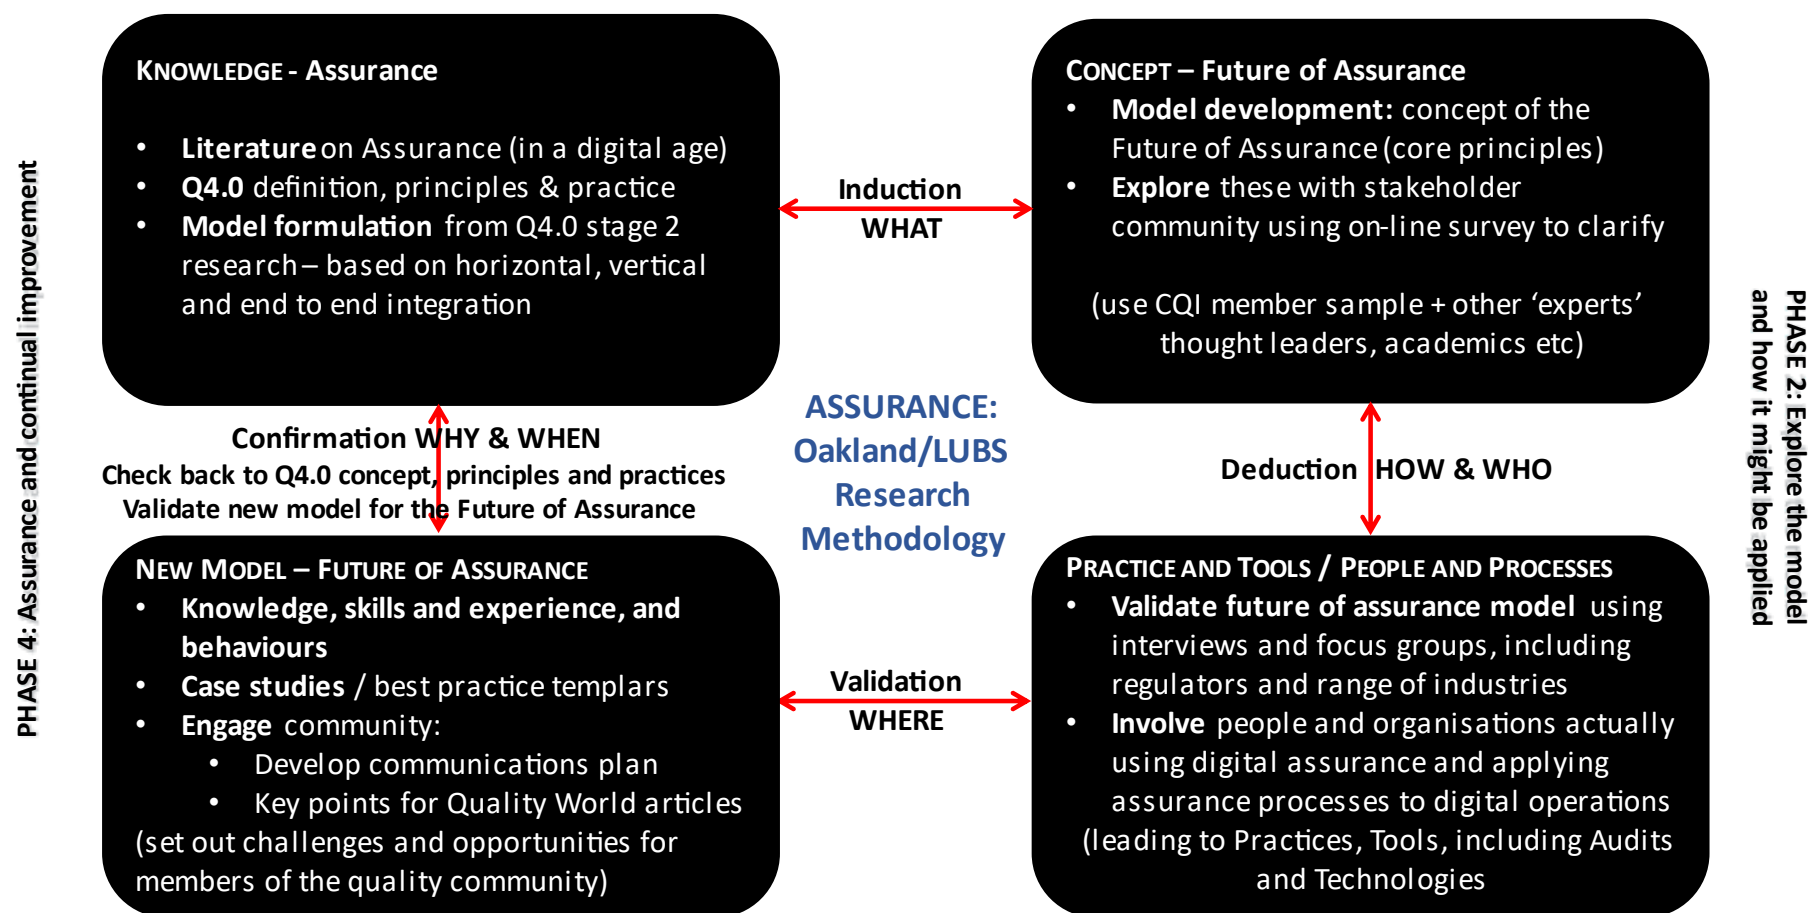 KNOWLEDGE - Assurance
• Literature on Assurance (in a digital age)
• Q4.0 definition, principles & practice
• Model formulation from Q4.0 stage 2
research – based on horizontal, vertical
and end to end integration
Induction
WHAT
CONCEPT – Future of Assurance
• Model development: concept of the
Future of Assurance (core principles)
• Explore these with stakeholder
community using on-line survey to clarify
(use CQI member sample + other ‘experts’
thought leaders, academics etc)
PHASE 4: Assurance and continual improvement
PHASE 2: Explore the model
and how it might be applied
Confirmation WHY & WHEN
Check back to Q4.0 concept, principles and practices
Validate new model for the Future of Assurance
ASSURANCE:
Oakland/LUBS
Research
Methodology
Deduction HOW & WHO
NEW MODEL – FUTURE OF ASSURANCE
• Knowledge, skills and experience, and
behaviours
• Case studies / best practice templars
• Engage community:
• Develop communications plan
• Key points for Quality World articles
(set out challenges and opportunities for
members of the quality community)
Validation
WHERE
PRACTICE AND TOOLS / PEOPLE AND PROCESSES
• Validate future of assurance model using
interviews and focus groups, including
regulators and range of industries
• Involve people and organisations actually
using digital assurance and applying
assurance processes to digital operations
(leading to Practices, Tools, including Audits
and Technologies